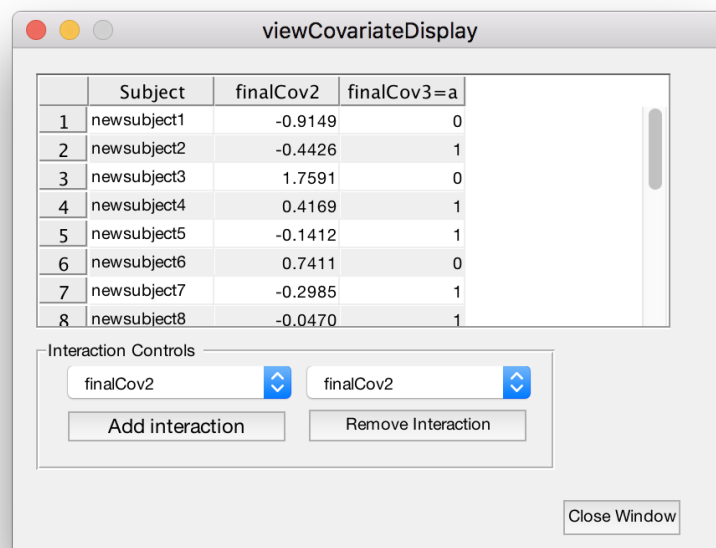 viewCovariateDisplay
Subject finalCov2 finalCov3=a
1 newsubject1 -0.9149 0
2 newsubject2 -0.4426 1
3 newsubject3 1.7591 0
4 newsubject4 0.4169 1
5 newsubject5 -0.1412 1
6 newsubject6 0.7411 0
7 newsubject7 -0.2985 1
8 newsubject8 -0.0470 1
Interaction Controls
finalCov2 finalCov2
Add interaction Remove Interaction
Close Window